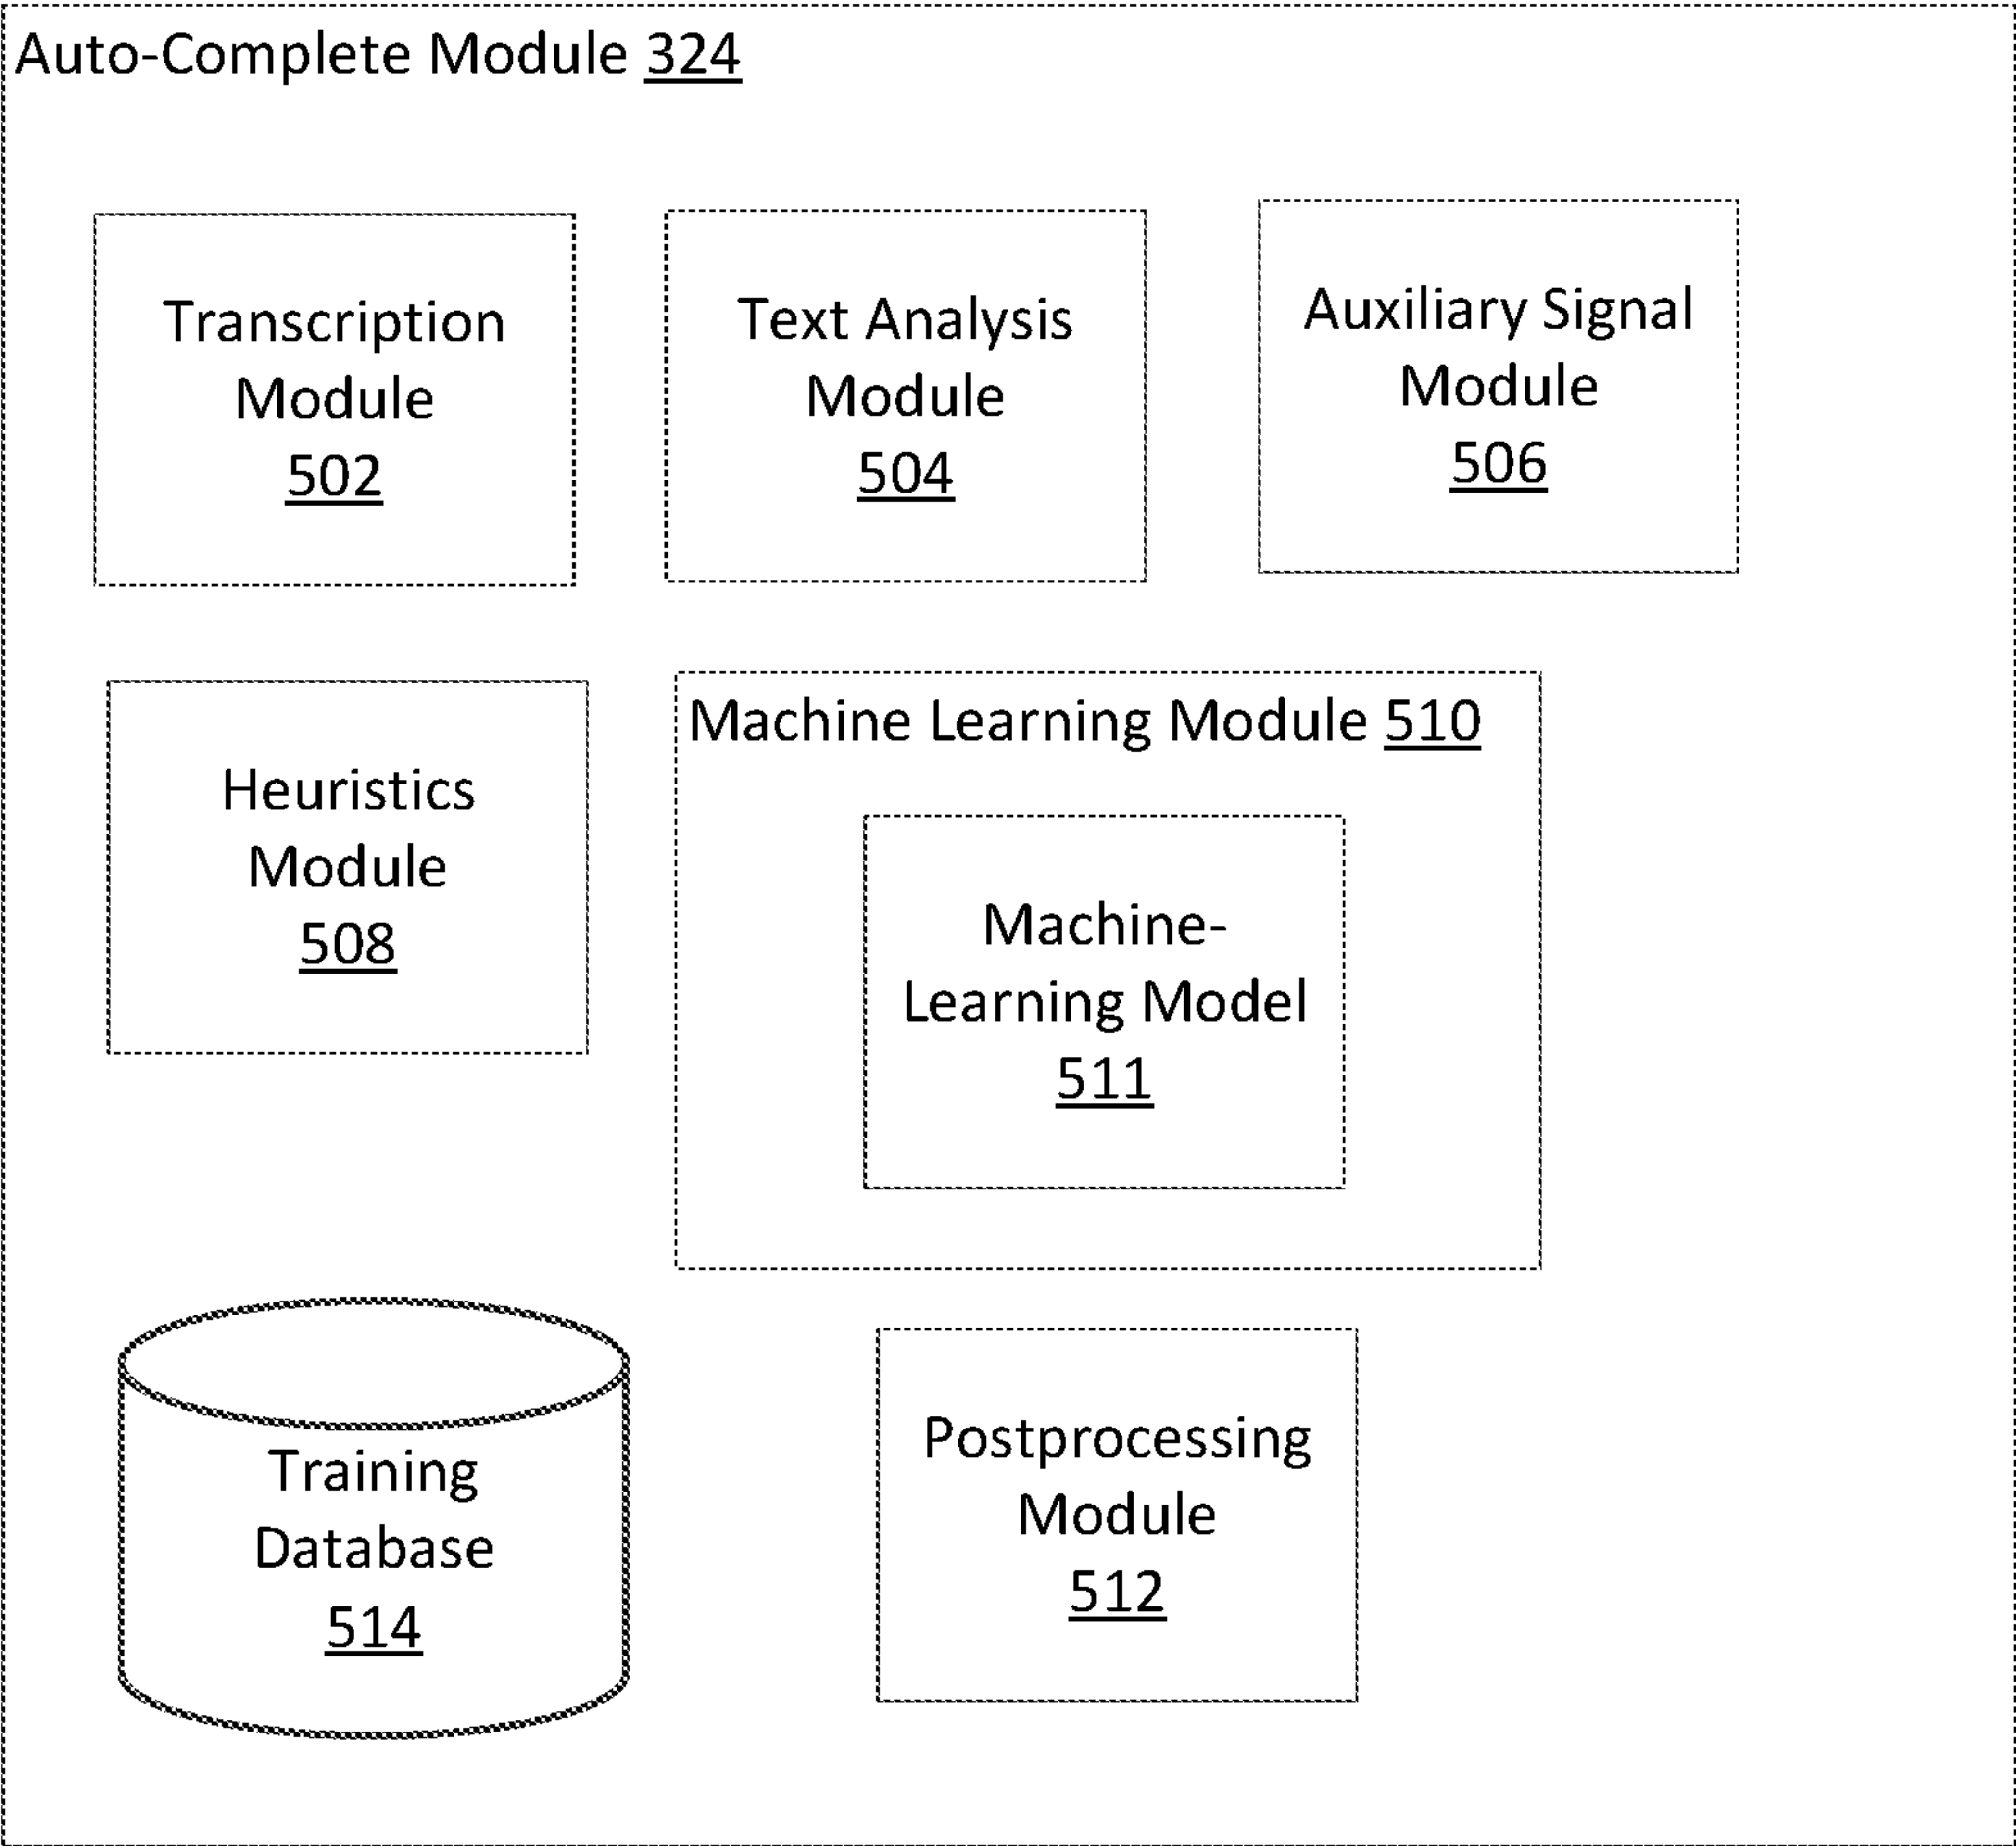 Auto-Complete Module 324
Transcription
Module
502
Text Analysis
Module
504
Auxiliary Signal
Module
506
Heuristics
Module
508
Machine Learning Module 510
Machine-
Learning Model
511
Training
Database
514
Postprocessing
Module
512